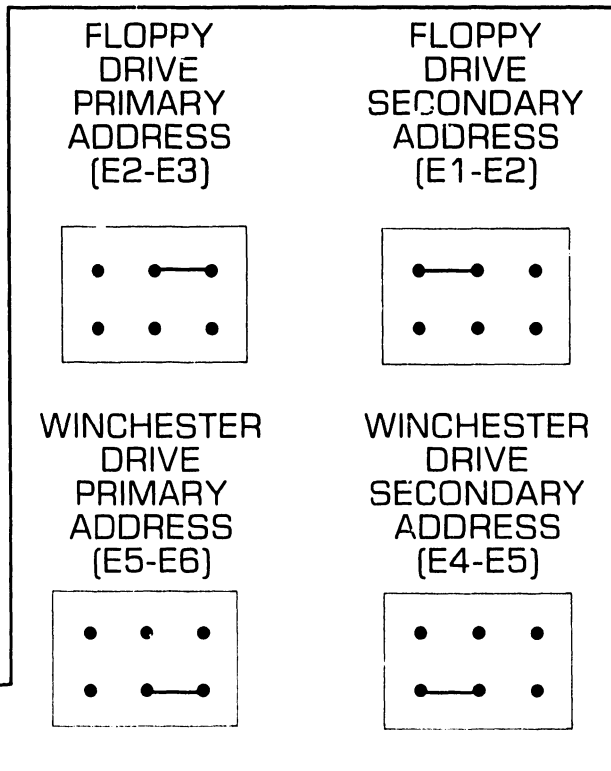 FLOPPY
DRIVE
PRIMARY
ADDRESS
(E2-E3)
FLOPPY
DRIVE
SECONDARY
ADDRESS
(E1-E2)
WINCHESTER
DRIVE
PRIMARY
ADDRESS
(E5-E6)
WINCHESTER
DRIVE
SECONDARY
ADDRESS
(E4-E5)